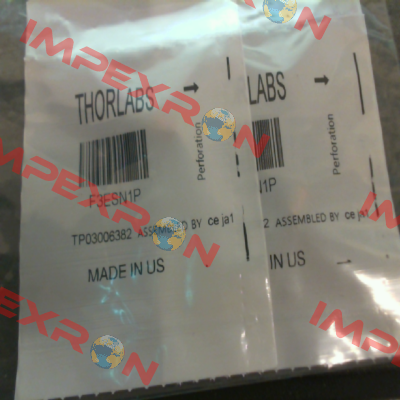 THORLABS
Perforation
F3ESN1P
TP03006382 ASSEMBLED BY ce ja1
MADE IN US
LABS
Perforation
N1P
2 ASSEMBLED BY ce ja1
IN US
IMPEXRON
IMPEXRON
IMPEXRON
IMPEXRON